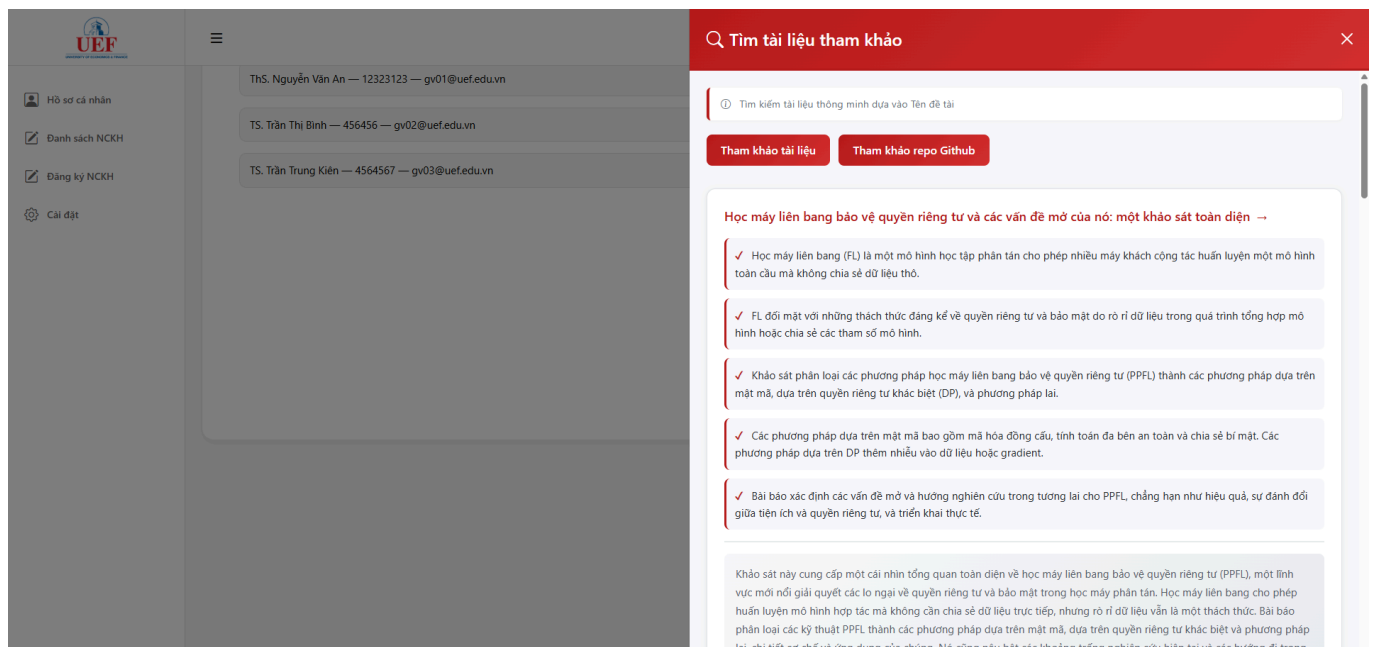 UEF
UNIVERSITY OF ECONOMICS & FINANCE
Hồ sơ cá nhân
Danh sách NCKH
Đăng ký NCKH
Cài đặt
ThS. Nguyễn Văn An — 12323123 — gv01@uef.edu.vn
TS. Trần Thị Bình — 456456 — gv02@uef.edu.vn
TS. Trần Trung Kiên — 4564567 — gv03@uef.edu.vn
Tìm tài liệu tham khảo
Tìm kiếm tài liệu thông minh dựa vào Tên đề tài
Tham khảo tài liệu
Tham khảo repo Github
Học máy liên bang bảo vệ quyền riêng tư và các vấn đề mở của nó: một khảo sát toàn diện →
✓ Học máy liên bang (FL) là một mô hình học tập phân tán cho phép nhiều máy khách cộng tác huấn luyện một mô hình
toàn cầu mà không chia sẻ dữ liệu thô.
✓ FL đối mặt với những thách thức đáng kể về quyền riêng tư và bảo mật do rò rỉ dữ liệu trong quá trình tổng hợp mô
hình hoặc chia sẻ các tham số mô hình.
✓ Khảo sát phân loại các phương pháp học máy liên bang bảo vệ quyền riêng tư (PPFL) thành các phương pháp dựa trên
mật mã, dựa trên quyền riêng tư khác biệt (DP), và phương pháp lai.
✓ Các phương pháp dựa trên mật mã bao gồm mã hóa đồng cấu, tính toán đa bên an toàn và chia sẻ bí mật. Các
phương pháp dựa trên DP thêm nhiễu vào dữ liệu hoặc gradient.
✓ Bài báo xác định các vấn đề mở và hướng nghiên cứu trong tương lai cho PPFL, chẳng hạn như hiệu quả, sự đánh đổi
giữa tiện ích và quyền riêng tư, và triển khai thực tế.
Khảo sát này cung cấp một cái nhìn tổng quan toàn diện về học máy liên bang bảo vệ quyền riêng tư (PPFL), một lĩnh
vực mới nổi giải quyết các lo ngại về quyền riêng tư và bảo mật trong học máy phân tán. Học máy liên bang cho phép
huấn luyện mô hình hợp tác mà không cần chia sẻ dữ liệu trực tiếp, nhưng rò rỉ dữ liệu vẫn là một thách thức. Bài báo
phân loại các kỹ thuật PPFL thành các phương pháp dựa trên mật mã, dựa trên quyền riêng tư khác biệt và phương pháp